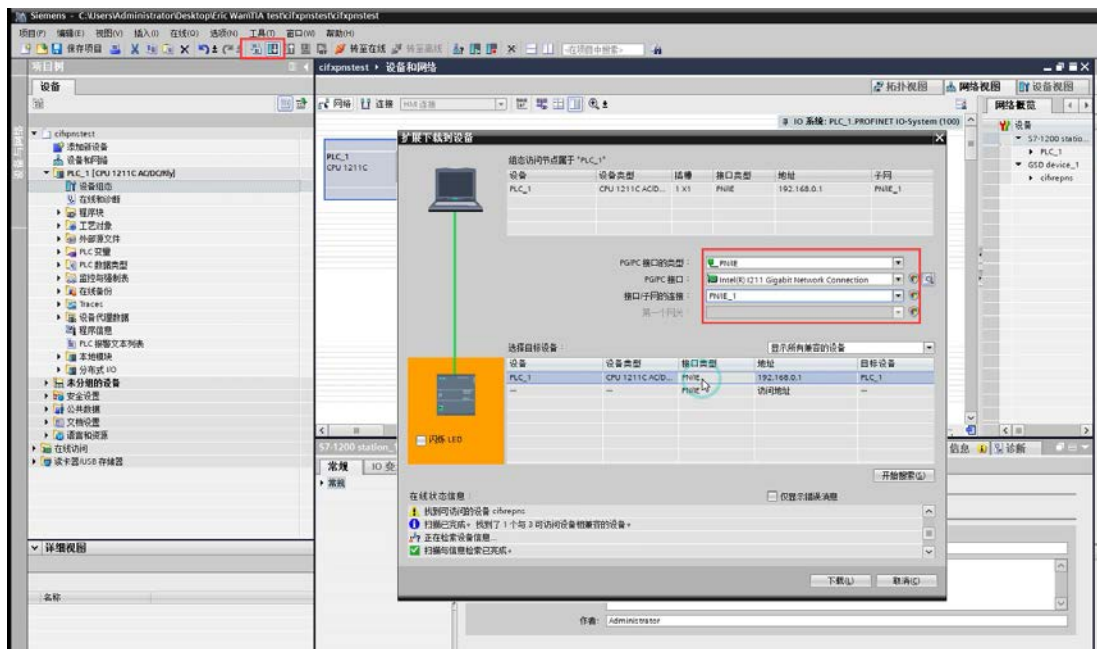 Siemens - C:\Users\Administrator\Desktop\Eric Wan\TIA test\cifxpnstest\cifxpnstest
项目(P) 编辑(E) 视图(V) 插入(I) 在线(O) 选项(N) 工具(T) 窗口(W) 帮助(H)
保存项目 转至在线 转至离线 <在项目中搜索>
项目树
cifxpnstest ▸ 设备和网络
设备
拓扑视图 网络视图 设备视图
网络 连接 HMI 连接
网络概览
IO 系统: PLC_1.PROFINET IO-System (100)
设备
S7-1200 statio...
PLC_1
GSD device_1
cifxrepns
cifxpnstest
添加新设备
设备和网络
PLC_1 [CPU 1211C AC/DC/Rly]
设备组态
在线和诊断
程序块
工艺对象
外部源文件
PLC 变量
PLC 数据类型
监控与强制表
在线备份
Traces
设备代理数据
程序信息
PLC 报警文本列表
本地模块
分布式 I/O
未分组的设备
安全设置
公共数据
文档设置
语言和资源
在线访问
读卡器/USB 存储器
详细视图
名称
PLC_1
CPU 1211C
扩展下载到设备
组态访问节点属于 "PLC_1"
设备 设备类型 插槽 接口类型 地址 子网
PLC_1 CPU 1211C AC/D... 1 X1 PN/IE 192.168.0.1 PN/IE_1
PG/PC 接口的类型: PN/IE
PG/PC 接口: Intel(R) I211 Gigabit Network Connection
接口/子网的连接: PN/IE_1
第一个网关:
选择目标设备: 显示所有兼容的设备
设备 设备类型 接口类型 地址 目标设备
PLC_1 CPU 1211C AC/D... PN/IE 192.168.0.1 PLC_1
— — PN/IE 访问地址 —
闪烁 LED
开始搜索(S)
在线状态信息: 仅显示错误消息
找到可访问的设备 cifxrepns
扫描已完成。找到了 1 个与 3 可访问设备相兼容的设备。
正在检索设备信息...
扫描与信息检索已完成。
下载(L) 取消(C)
S7-1200 station_1
信息 诊断
常规
常规
作者: Administrator